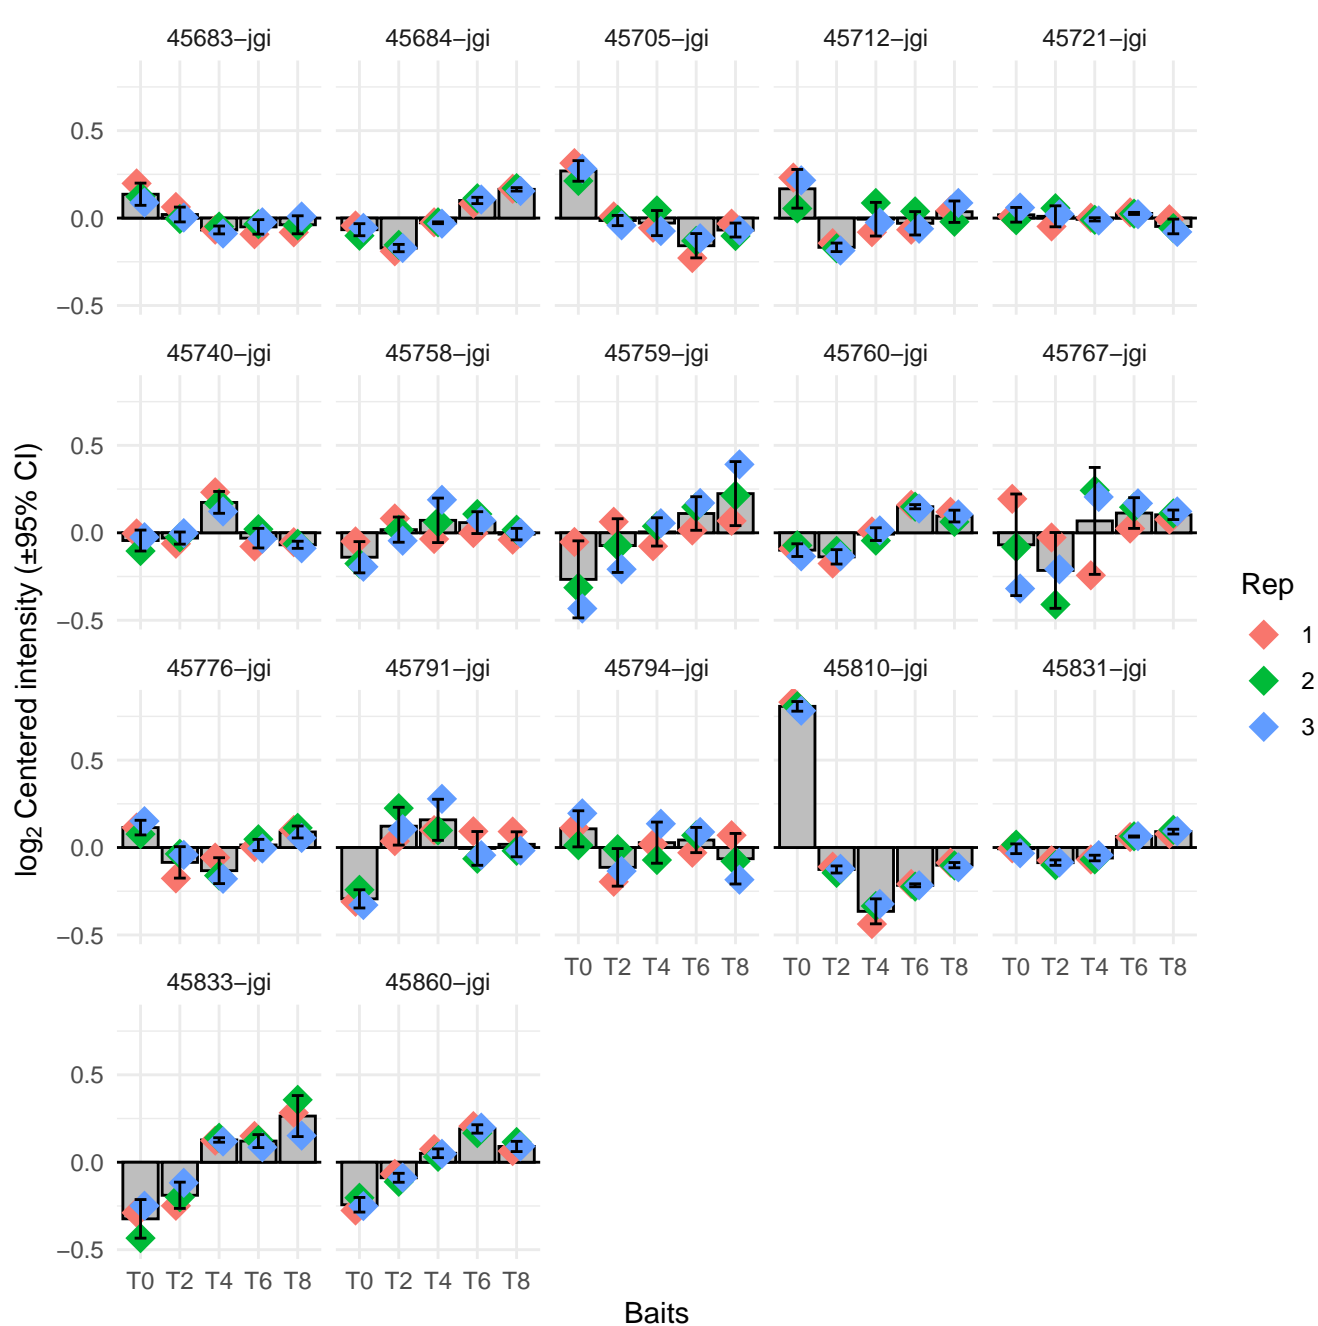 45683−jgi 45684−jgi 45705−jgi 45712−jgi 45721−jgi
0.5
0.0
−0.5
45740−jgi 45758−jgi 45759−jgi 45760−jgi 45767−jgi
0.5
0.0
−0.5
45776−jgi 45791−jgi 45794−jgi 45810−jgi 45831−jgi
0.5
0.0
−0.5
T0 T2 T4 T6 T8 T0 T2 T4 T6 T8 T0 T2 T4 T6 T8
45833−jgi 45860−jgi
0.5
0.0
−0.5
T0 T2 T4 T6 T8 T0 T2 T4 T6 T8
Baits
log2 Centered intensity (±95% CI)
Rep
1
2
3